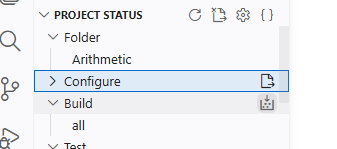 PROJECT STATUS
Folder
Arithmetic
Configure
Build
all
Test